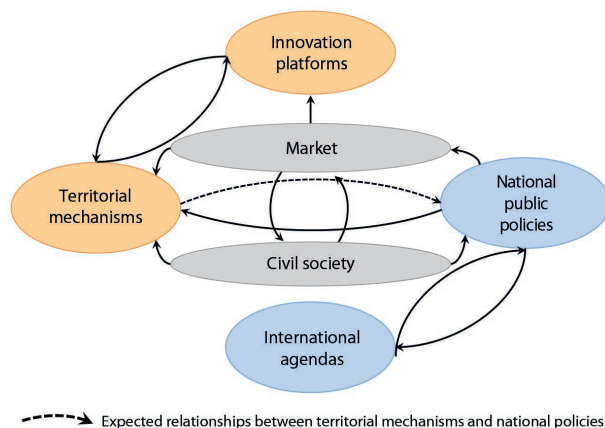 Innovation
platforms
Market
Territorial
mechanisms
National
public
policies
Civil society
International
agendas
Expected relationships between territorial mechanisms and national policies